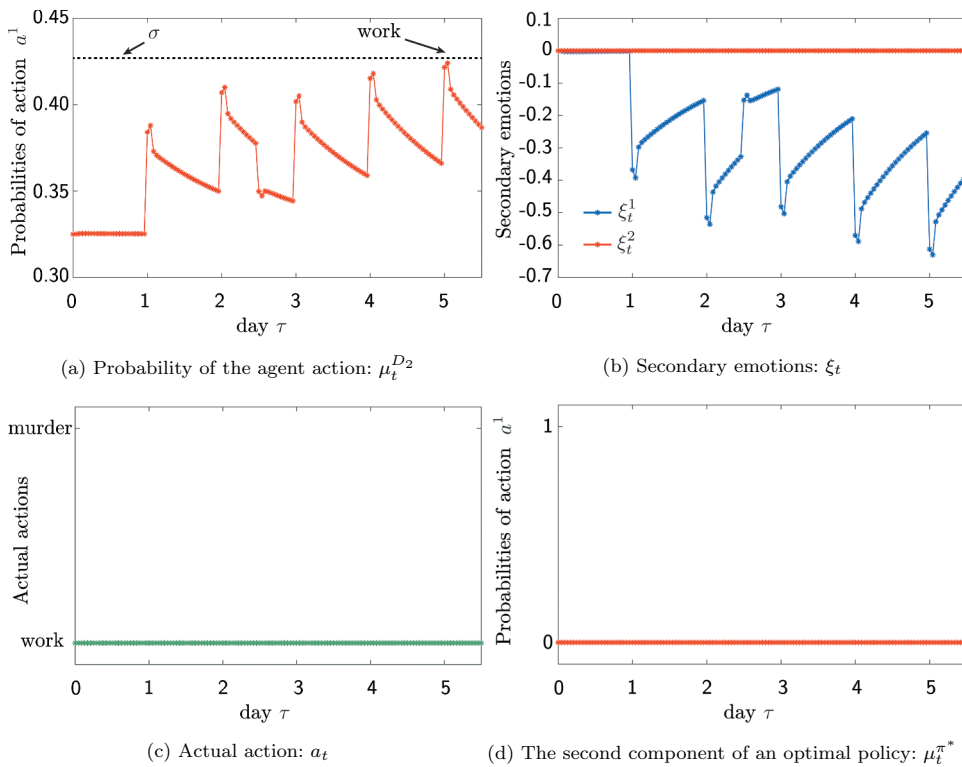 0.45
0.40
0.35
0.30
Probabilities of action a¹
σ
work
0 1 2 3 4 5
day τ
(a) Probability of the agent action: μ_t^{D_2}
0.1
0
-0.1
-0.2
-0.3
-0.4
-0.5
-0.6
-0.7
Secondary emotions
ξ_t^1
ξ_t^2
0 1 2 3 4 5
day τ
(b) Secondary emotions: ξ_t
murder
work
Actual actions
0 1 2 3 4 5
day τ
(c) Actual action: a_t
1
0
Probabilities of action a¹
0 1 2 3 4 5
day τ
(d) The second component of an optimal policy: μ_t^{π*}